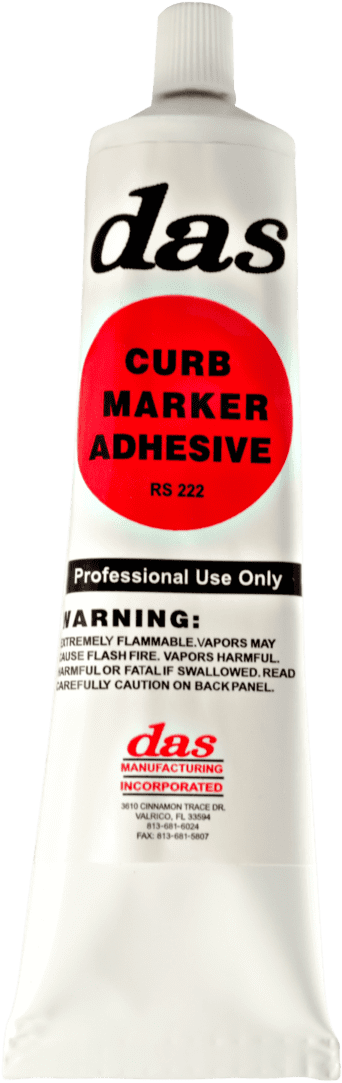 das
CURB
MARKER
ADHESIVE
RS 222
Professional Use Only
WARNING:
EXTREMELY FLAMMABLE. VAPORS MAY
CAUSE FLASH FIRE. VAPORS HARMFUL.
HARMFUL OR FATAL IF SWALLOWED. READ
CAREFULLY CAUTION ON BACK PANEL.
das
MANUFACTURING
INCORPORATED
3610 CINNAMON TRACE DR.
VALRICO, FL 33594
813-681-6024
FAX: 813-681-5807